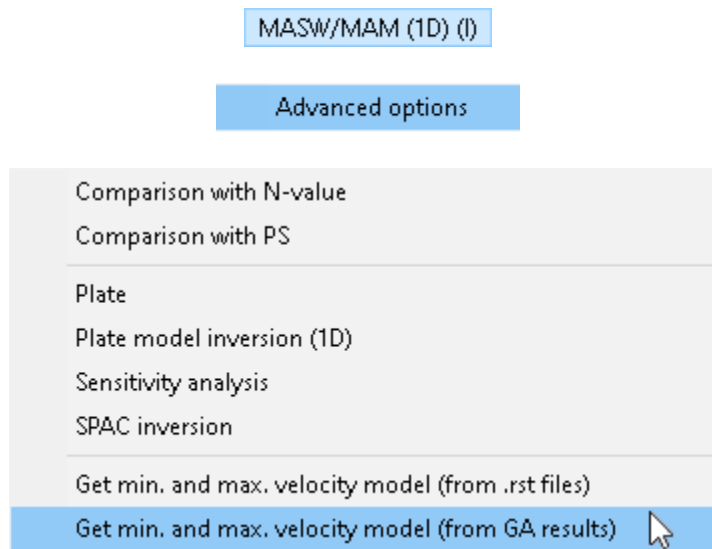 MASW/MAM (1D) (I)
Advanced options
Comparison with N-value
Comparison with PS
Plate
Plate model inversion (1D)
Sensitivity analysis
SPAC inversion
Get min. and max. velocity model (from .rst files)
Get min. and max. velocity model (from GA results)